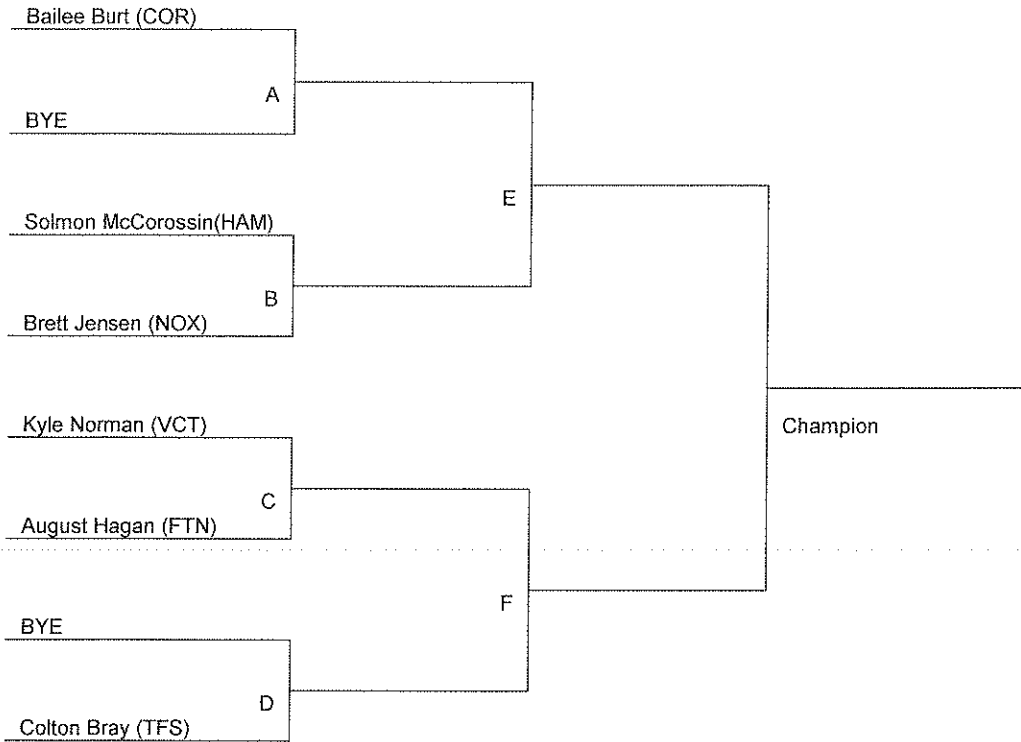 Bailee Burt (COR)
A
BYE
E
Solmon McCorossin(HAM)
B
Brett Jensen (NOX)
Kyle Norman (VCT)
Champion
C
August Hagan (FTN)
F
BYE
D
Colton Bray (TFS)